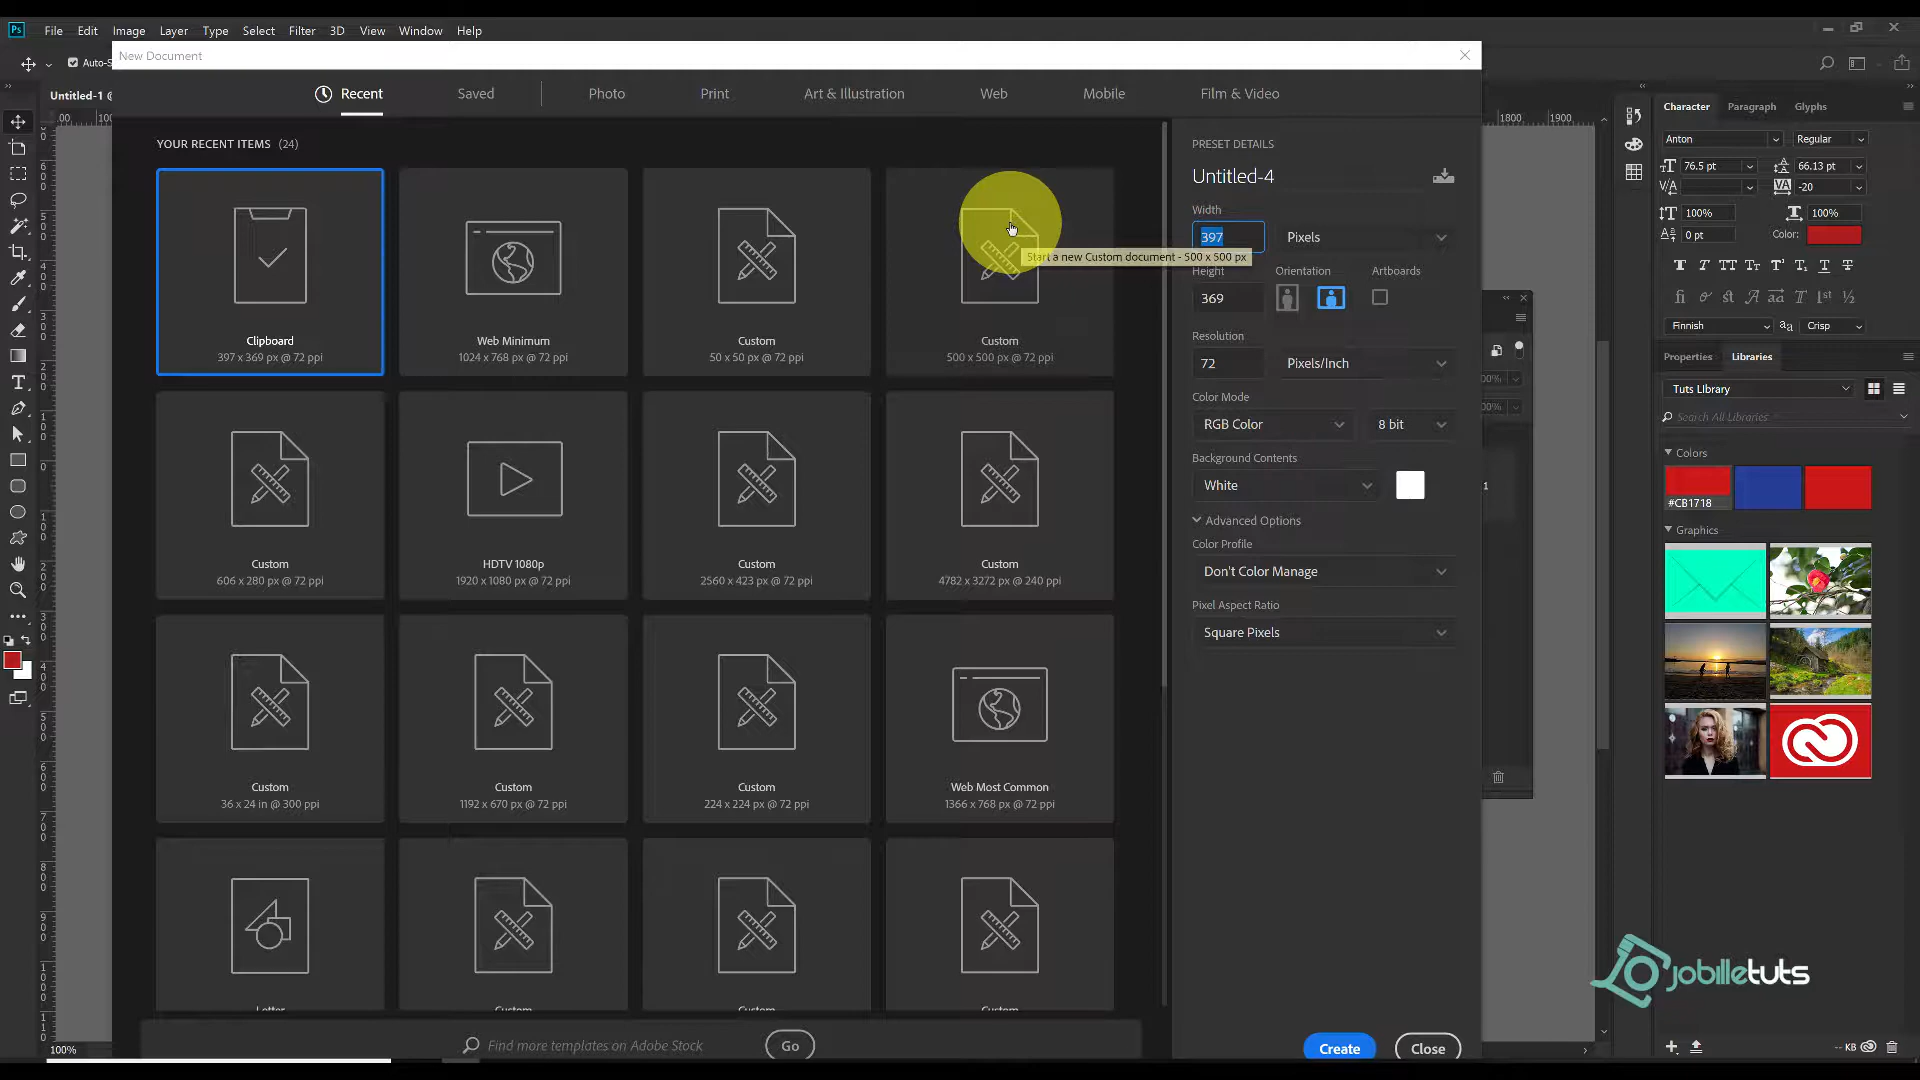 Ps File Edit Image Layer Type Select Filter 3D View Window Help
New Document
Auto-S
Untitled-1 @
Recent Saved Photo Print Art & Illustration Web Mobile Film & Video
YOUR RECENT ITEMS (24)
Clipboard
397 x 369 px @ 72 ppi
Web Minimum
1024 x 768 px @ 72 ppi
Custom
50 x 50 px @ 72 ppi
Custom
500 x 500 px @ 72 ppi
Custom
606 x 280 px @ 72 ppi
HDTV 1080p
1920 x 1080 px @ 72 ppi
Custom
2560 x 423 px @ 72 ppi
Custom
4782 x 3272 px @ 240 ppi
Custom
36 x 24 in @ 300 ppi
Custom
1192 x 670 px @ 72 ppi
Custom
224 x 224 px @ 72 ppi
Web Most Common
1366 x 768 px @ 72 ppi
Letter
Custom
Custom
Custom
Find more templates on Adobe Stock
Go
PRESET DETAILS
Untitled-4
Width
397 Pixels
Start a new Custom document - 500 x 500 px
Height Orientation Artboards
369
Resolution
72 Pixels/Inch
Color Mode
RGB Color 8 bit
Background Contents
White
Advanced Options
Color Profile
Don't Color Manage
Pixel Aspect Ratio
Square Pixels
Create Close
1800 1900
Character Paragraph Glyphs
Anton Regular
76.5 pt 66.13 pt
-20
100% 100%
0 pt Color:
Finnish aa Crisp
Properties Libraries
Tuts LIbrary
Search All Libraries
Colors
#CB1718
Graphics
jobilletuts
100%
-- KB